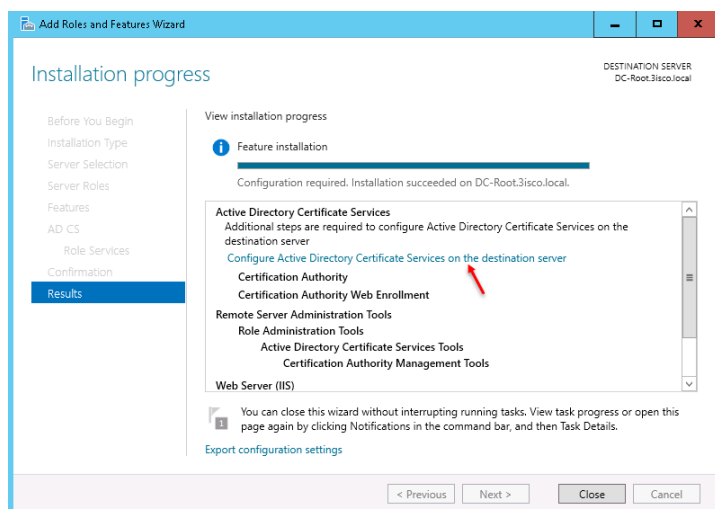 Add Roles and Features Wizard
Installation progress
DESTINATION SERVER
DC-Root.3isco.local
Before You Begin
Installation Type
Server Selection
Server Roles
Features
AD CS
Role Services
Confirmation
Results
View installation progress
Feature installation
Configuration required. Installation succeeded on DC-Root.3isco.local.
Active Directory Certificate Services
Additional steps are required to configure Active Directory Certificate Services on the
destination server
Configure Active Directory Certificate Services on the destination server
Certification Authority
Certification Authority Web Enrollment
Remote Server Administration Tools
Role Administration Tools
Active Directory Certificate Services Tools
Certification Authority Management Tools
Web Server (IIS)
1
You can close this wizard without interrupting running tasks. View task progress or open this
page again by clicking Notifications in the command bar, and then Task Details.
Export configuration settings
< Previous
Next >
Close
Cancel